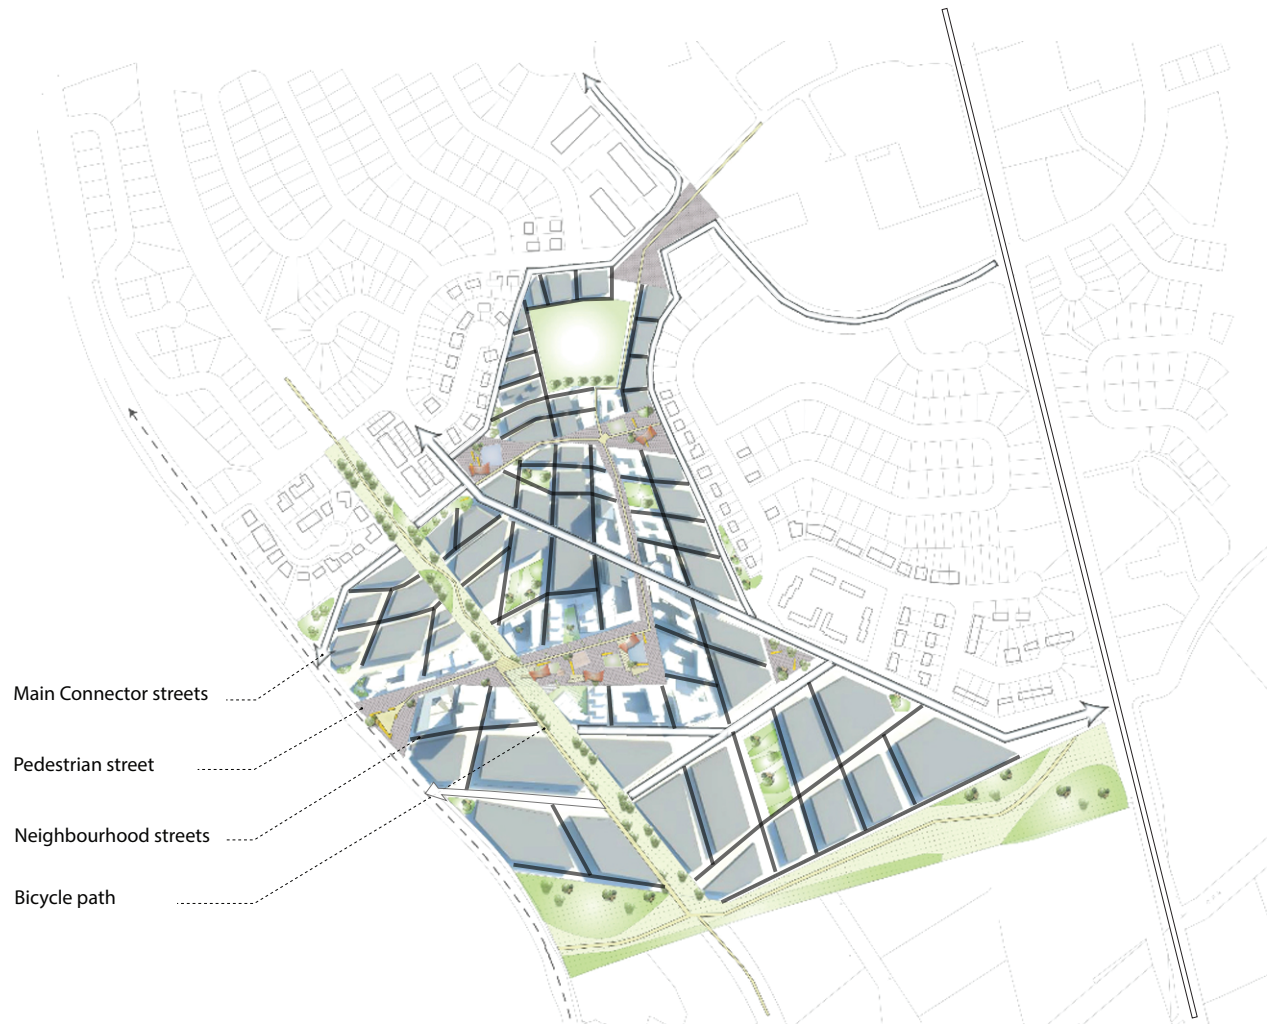 Main Connector streets
Pedestrian street
Neighbourhood streets
Bicycle path